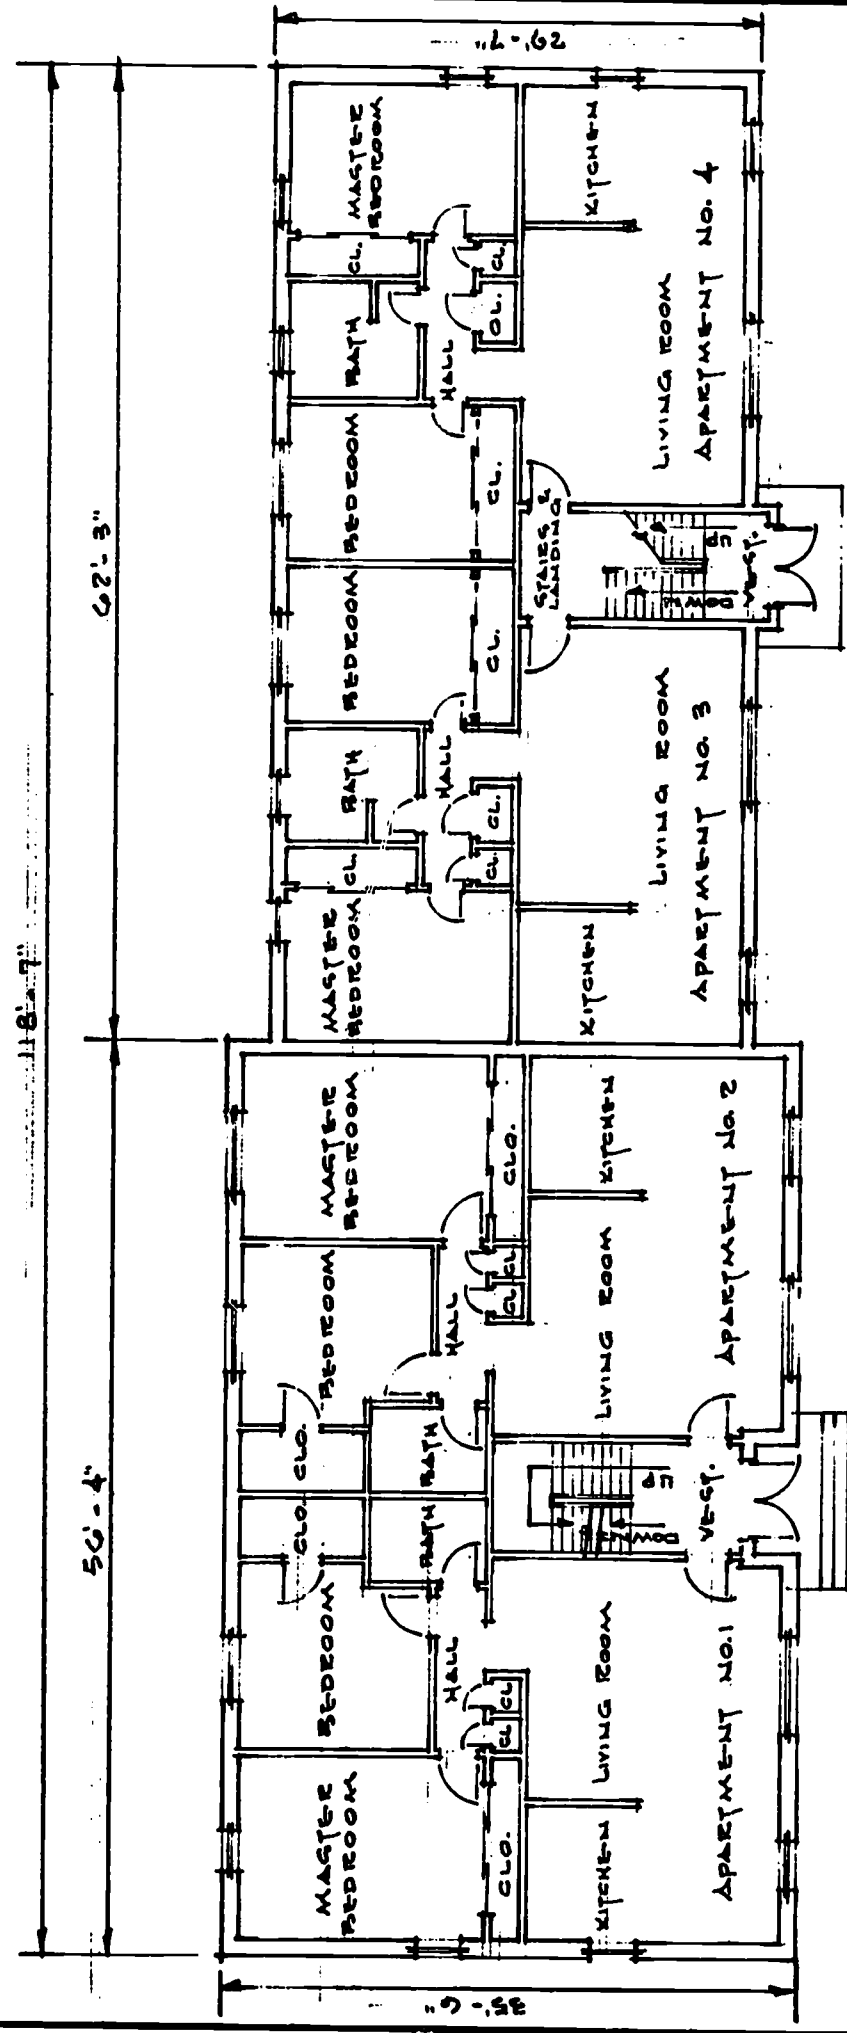 118'-7"
56'-4"
62'-3"
35'-6"
29'-7"
MASTER
BEDROOM
BEDROOM
CLO.
CLO.
BEDROOM
MASTER
BEDROOM
MASTER
BEDROOM
CL.
BATH
BEDROOM
BEDROOM
BATH
CL.
MASTER
BEDROOM
HALL
BATH
BATH
HALL
HALL
HALL
CLO.
CL
CL
CL
CL
CLO.
CL.
CL.
CL.
CL.
OL.
CL.
KITCHEN
LIVING ROOM
DOWN
UP
LIVING ROOM
KITCHEN
KITCHEN
LIVING ROOM
STAIRS &
LANDING
DOWN
UP
LIVING ROOM
KITCHEN
APARTMENT NO.1
VEST.
APARTMENT NO.2
APARTMENT NO.3
VEST.
APARTMENT NO.4